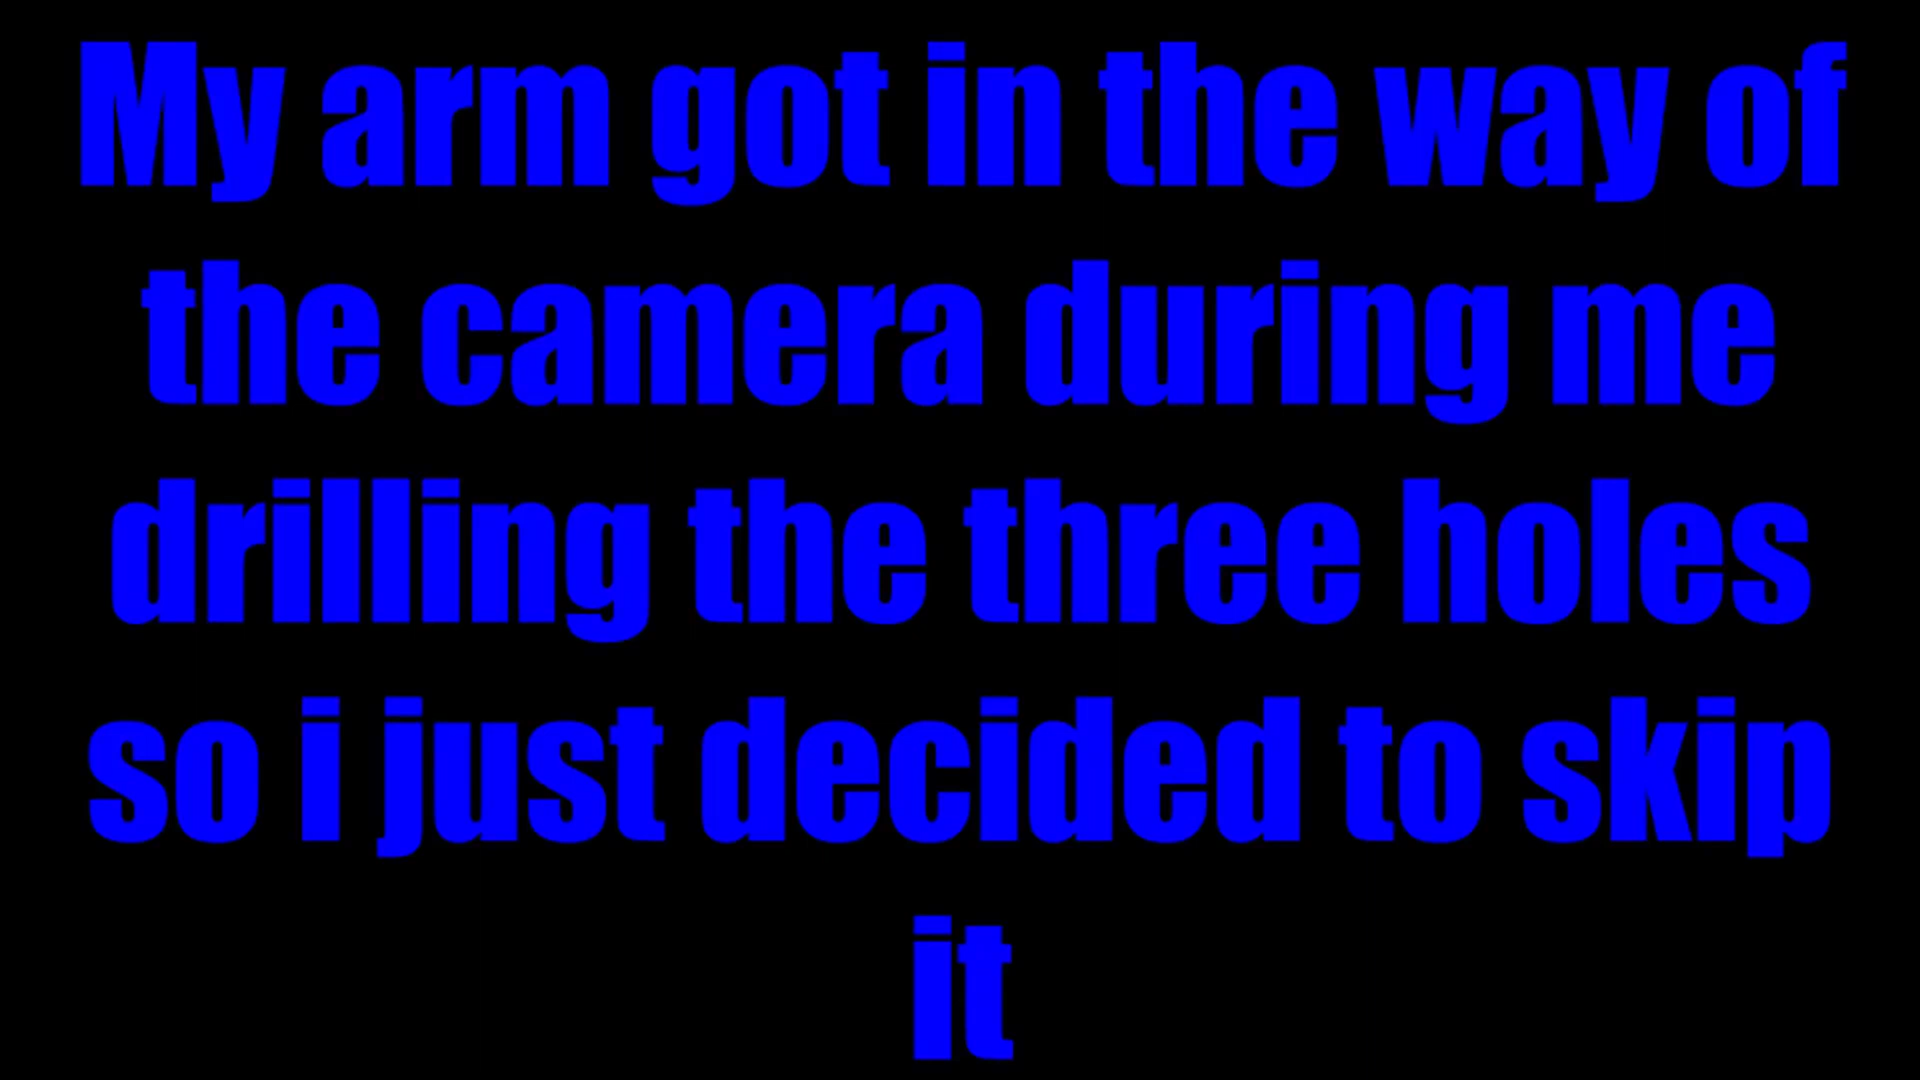 My arm got in the way of
the camera during me
drilling the three holes
so i just decided to skip
it